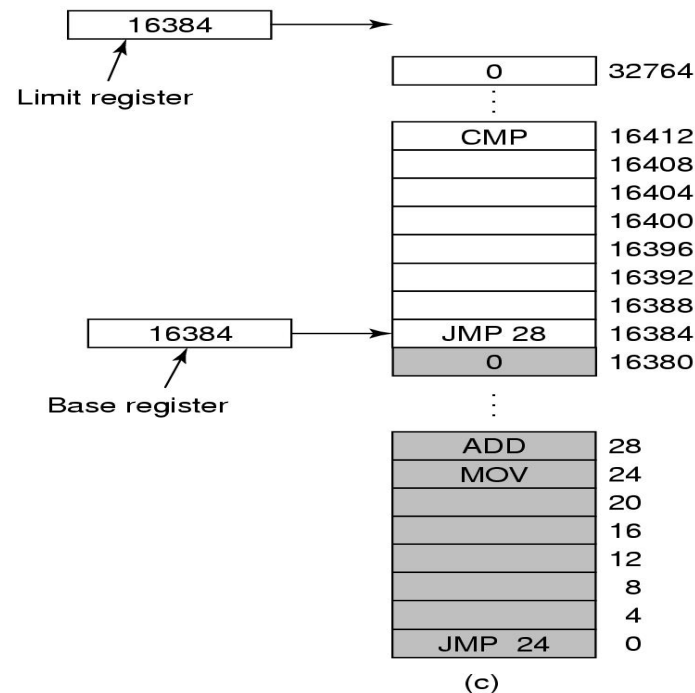 16384
Limit register
0 32764
CMP 16412
16408
16404
16400
16396
16392
16388
16384 JMP 28 16384
0 16380
Base register
ADD 28
MOV 24
20
16
12
8
4
JMP 24 0
(c)